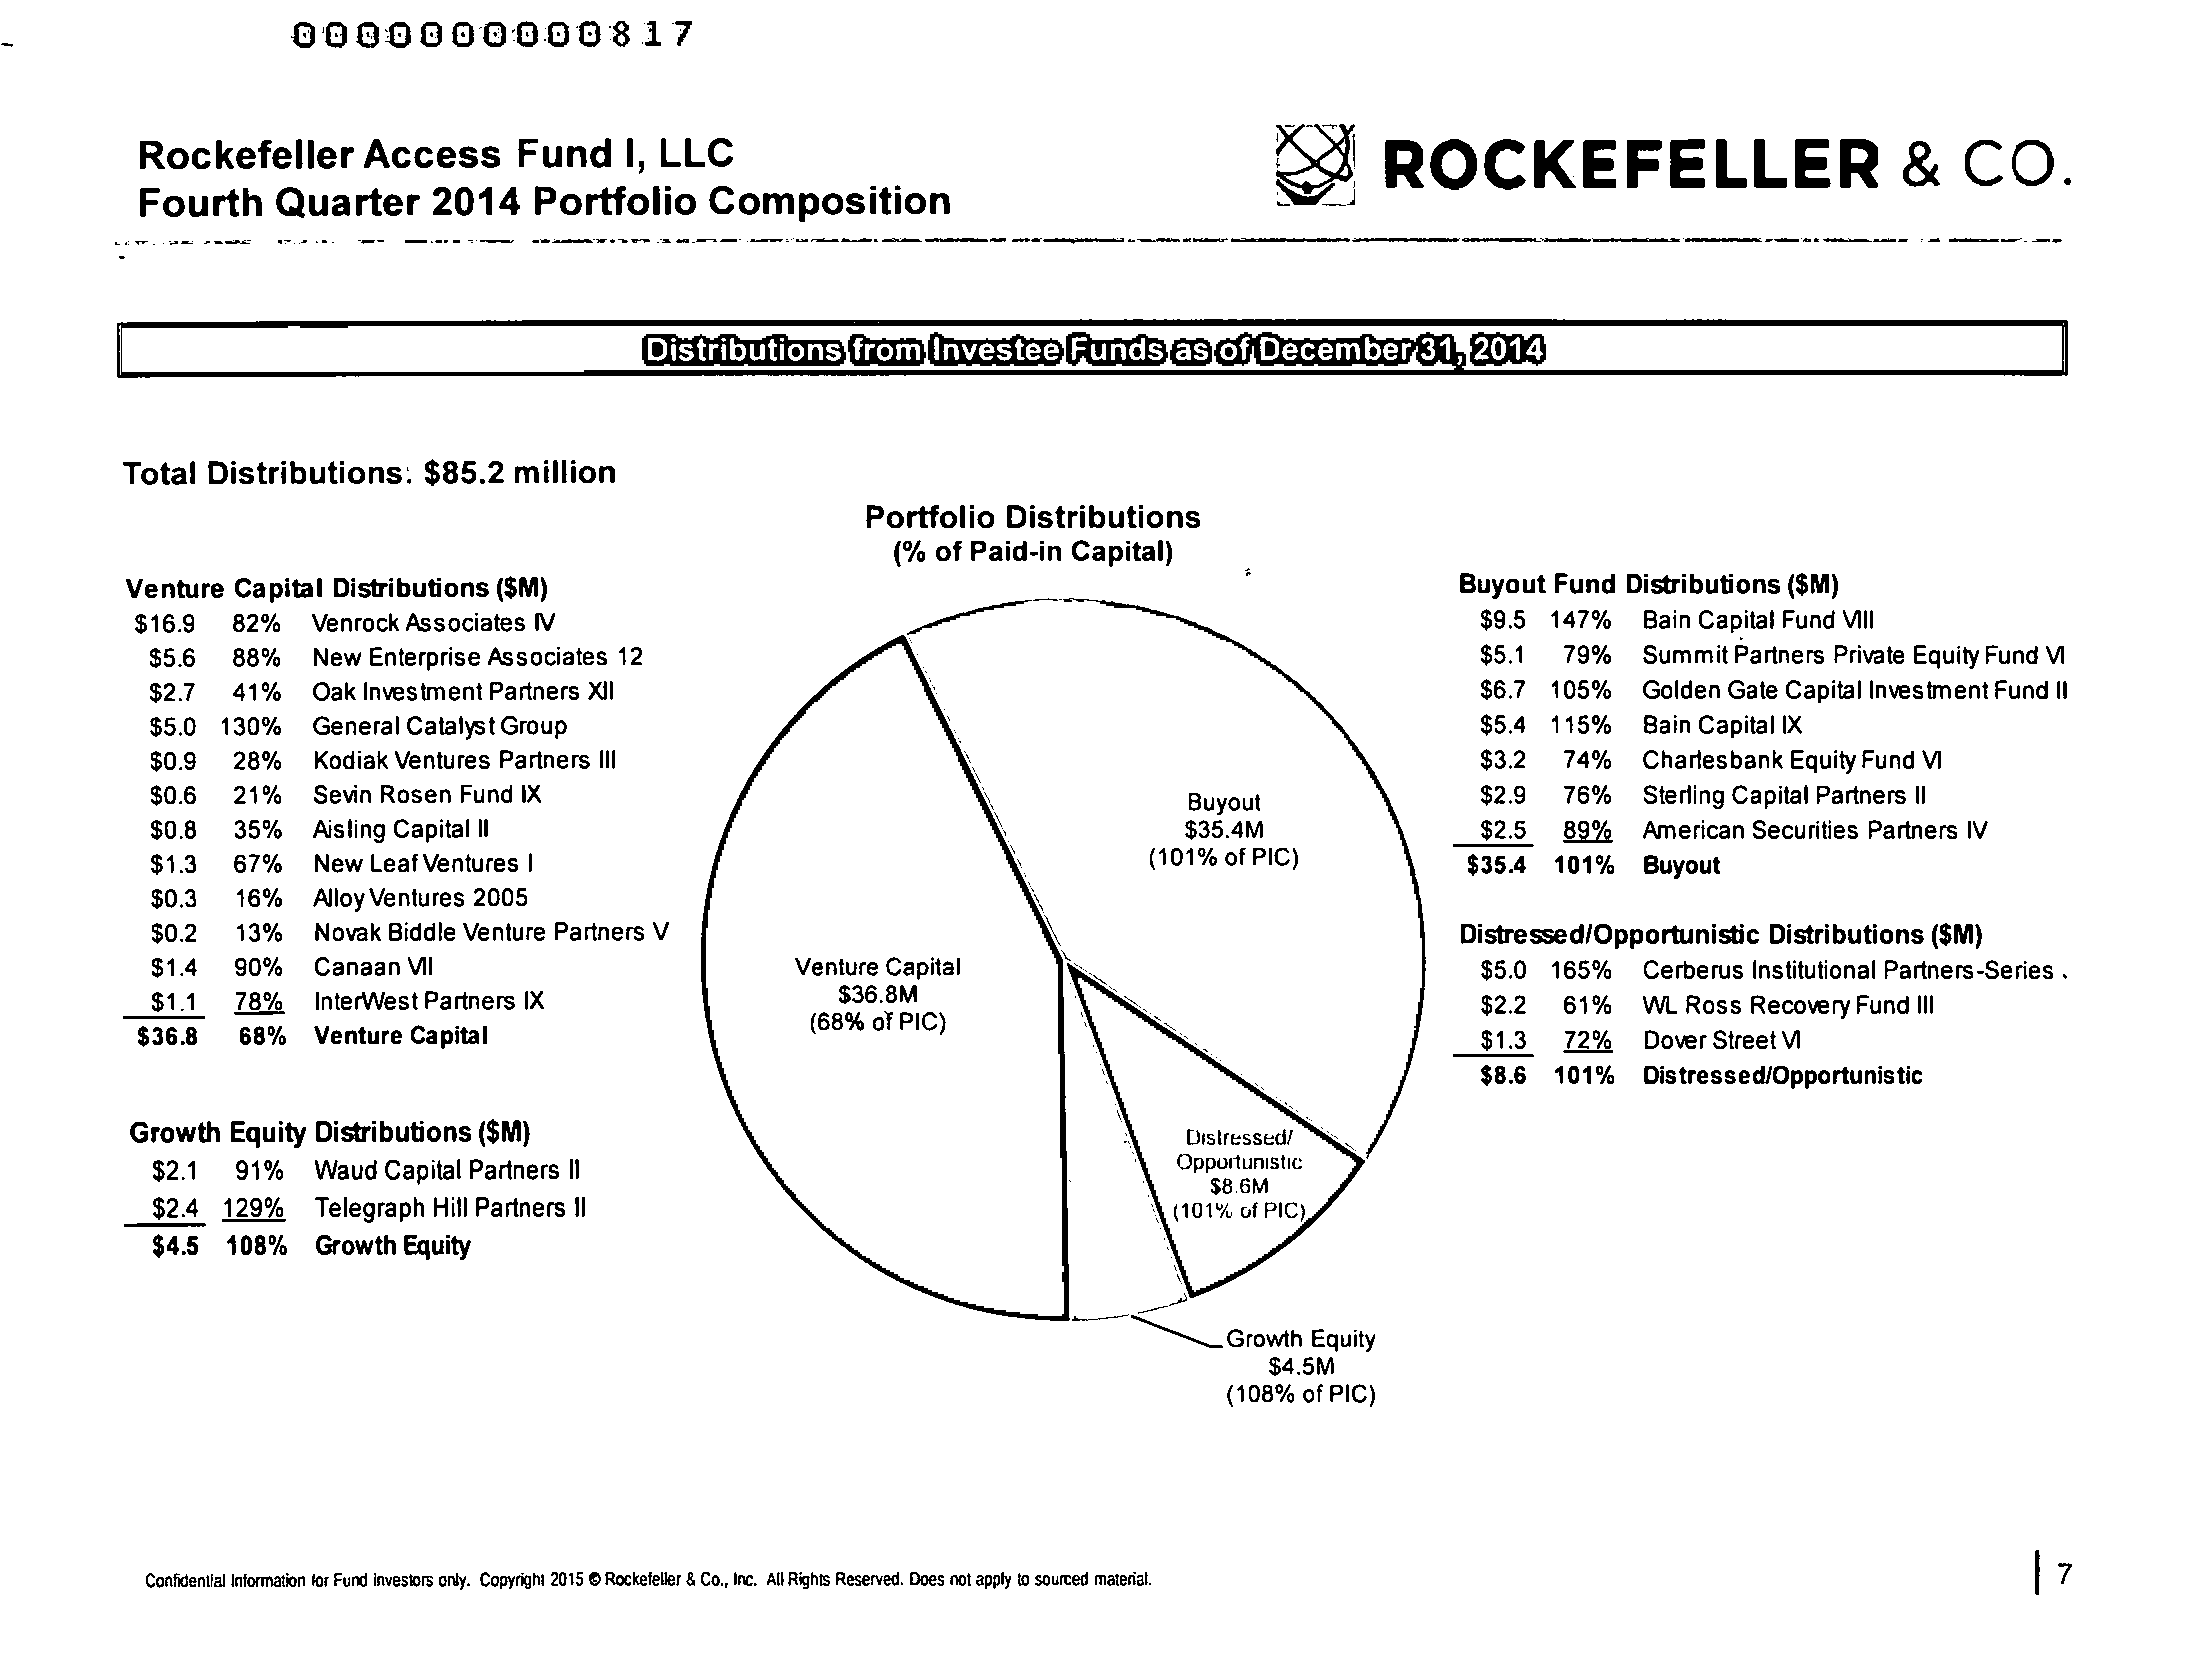 0000000000817
Rockefeller Access Fund I, LLC
Fourth Quarter 2014 Portfolio Composition
ROCKEFELLER & CO.
Distributions from Investee Funds as of December 31, 2014
Total Distributions: $85.2 million
Venture Capital Distributions ($M)
$16.9 82% Venrock Associates IV
$5.6 88% New Enterprise Associates 12
$2.7 41% Oak Investment Partners XII
$5.0 130% General Catalyst Group
$0.9 28% Kodiak Ventures Partners III
$0.6 21% Sevin Rosen Fund IX
$0.8 35% Aisling Capital II
$1.3 67% New Leaf Ventures I
$0.3 16% Alloy Ventures 2005
$0.2 13% Novak Biddle Venture Partners V
$1.4 90% Canaan VII
$1.1 78% InterWest Partners IX
$36.8 68% Venture Capital
Growth Equity Distributions ($M)
$2.1 91% Waud Capital Partners II
$2.4 129% Telegraph Hill Partners II
$4.5 108% Growth Equity
Portfolio Distributions
(% of Paid-in Capital)
Buyout
$35.4M
(101% of PIC)
Venture Capital
$36.8M
(68% of PIC)
Distressed/
Opportunistic
$8.6M
(101% of PIC)
Growth Equity
$4.5M
(108% of PIC)
Buyout Fund Distributions ($M)
$9.5 147% Bain Capital Fund VIII
$5.1 79% Summit Partners Private Equity Fund VI
$6.7 105% Golden Gate Capital Investment Fund II
$5.4 115% Bain Capital IX
$3.2 74% Charlesbank Equity Fund VI
$2.9 76% Sterling Capital Partners II
$2.5 89% American Securities Partners IV
$35.4 101% Buyout
Distressed/Opportunistic Distributions ($M)
$5.0 165% Cerberus Institutional Partners-Series .
$2.2 61% WL Ross Recovery Fund III
$1.3 72% Dover Street VI
$8.6 101% Distressed/Opportunistic
Confidential Information for Fund investors only. Copyright 2015 © Rockefeller & Co., Inc. All Rights Reserved. Does not apply to sourced material.
7